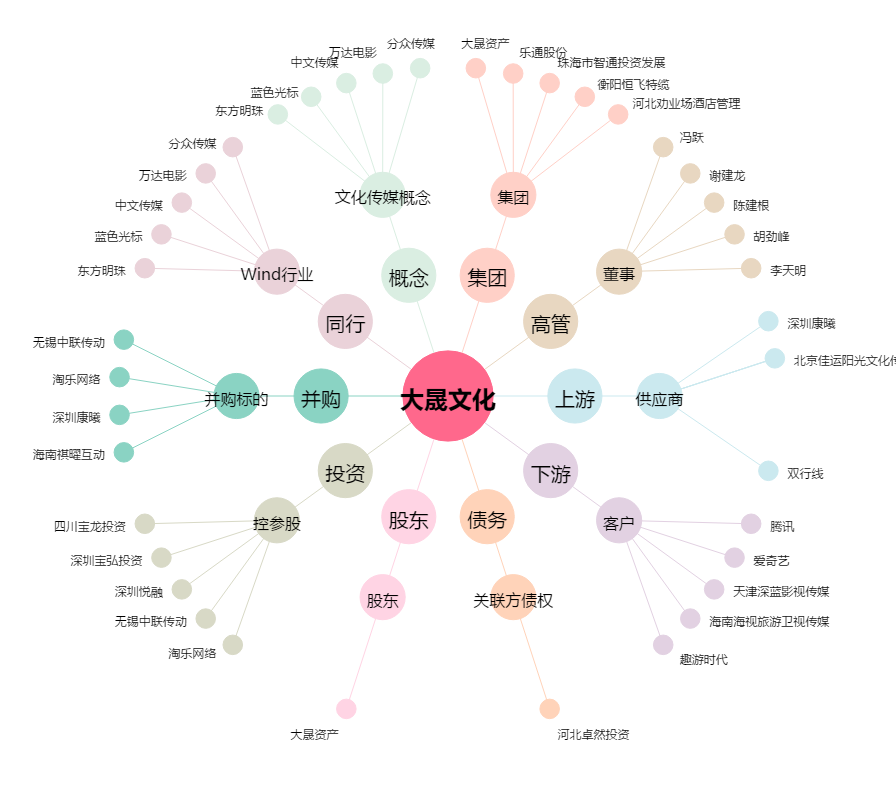 分众传媒
大晟资产
万达电影
乐通股份
中文传媒
珠海市智通投资发展
蓝色光标
衡阳恒飞特缆
东方明珠
河北劝业场酒店管理
分众传媒
冯跃
万达电影
谢建龙
文化传媒概念
集团
中文传媒
陈建根
蓝色光标
胡劲峰
东方明珠
Wind行业
概念
集团
董事
李天明
同行
高管
深圳康曦
无锡中联传动
北京佳运阳光文化传
淘乐网络
并购标的
并购
大晟文化
上游
供应商
深圳康曦
海南祺曜互动
投资
下游
双行线
四川宝龙投资
控参股
股东
债务
客户
腾讯
深圳宝弘投资
爱奇艺
深圳悦融
天津深蓝影视传媒
股东
关联方债权
无锡中联传动
海南海视旅游卫视传媒
淘乐网络
趣游时代
大晟资产
河北卓然投资